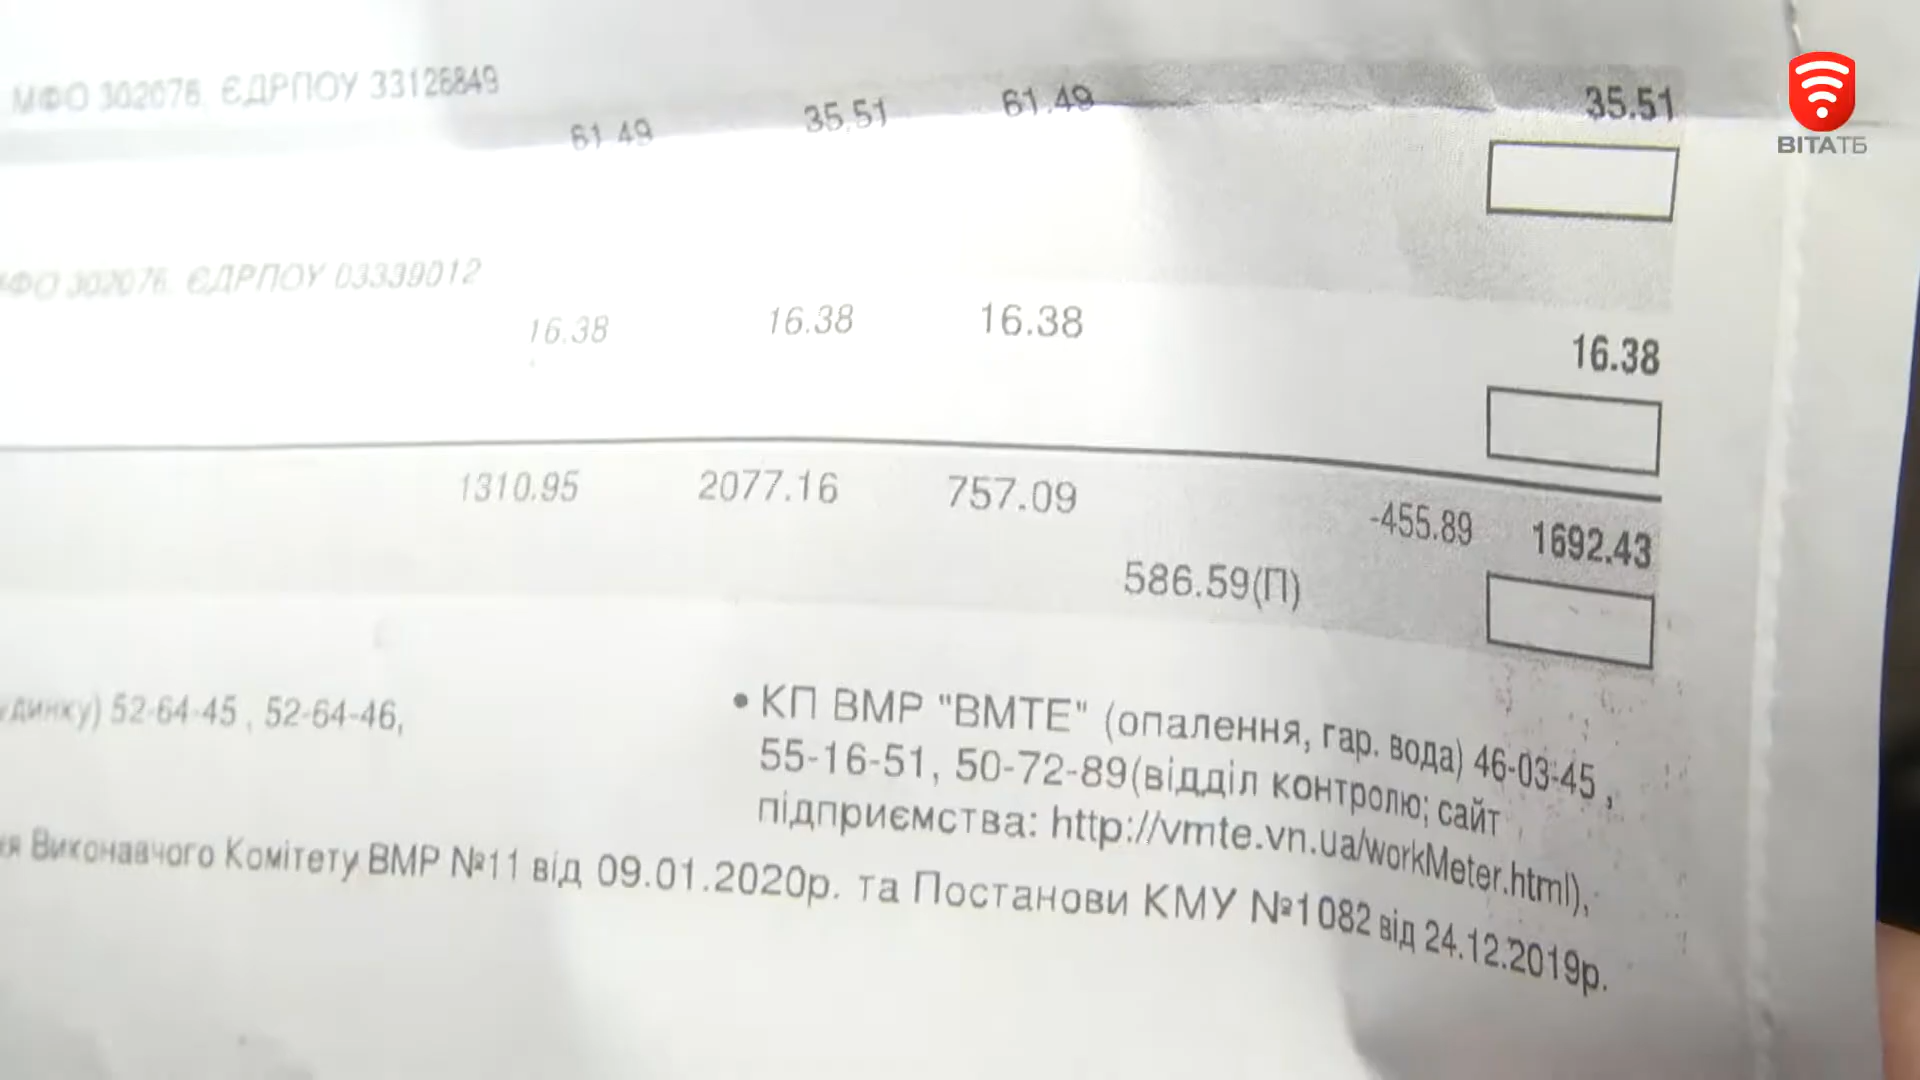 МФО 302076, ЄДРПОУ 33126849
61.49 35.51 61.49 35.51
ВІТАТБ
МФО 302076, ЄДРПОУ 03339012
16.38 16.38 16.38 16.38
1310.95 2077.16 757.09 -455.89 1692.43
586.59(П)
52-64-45 , 52-64-46,
• КП ВМР "ВМТЕ" (опалення, гар. вода) 46-03-45 ,
55-16-51, 50-72-89(відділ контролю; сайт
підприємства: http://vmte.vn.ua/workMeter.html),
Виконавчого Комітету ВМР №11 від 09.01.2020р. та Постанови КМУ №1082 від 24.12.2019р.